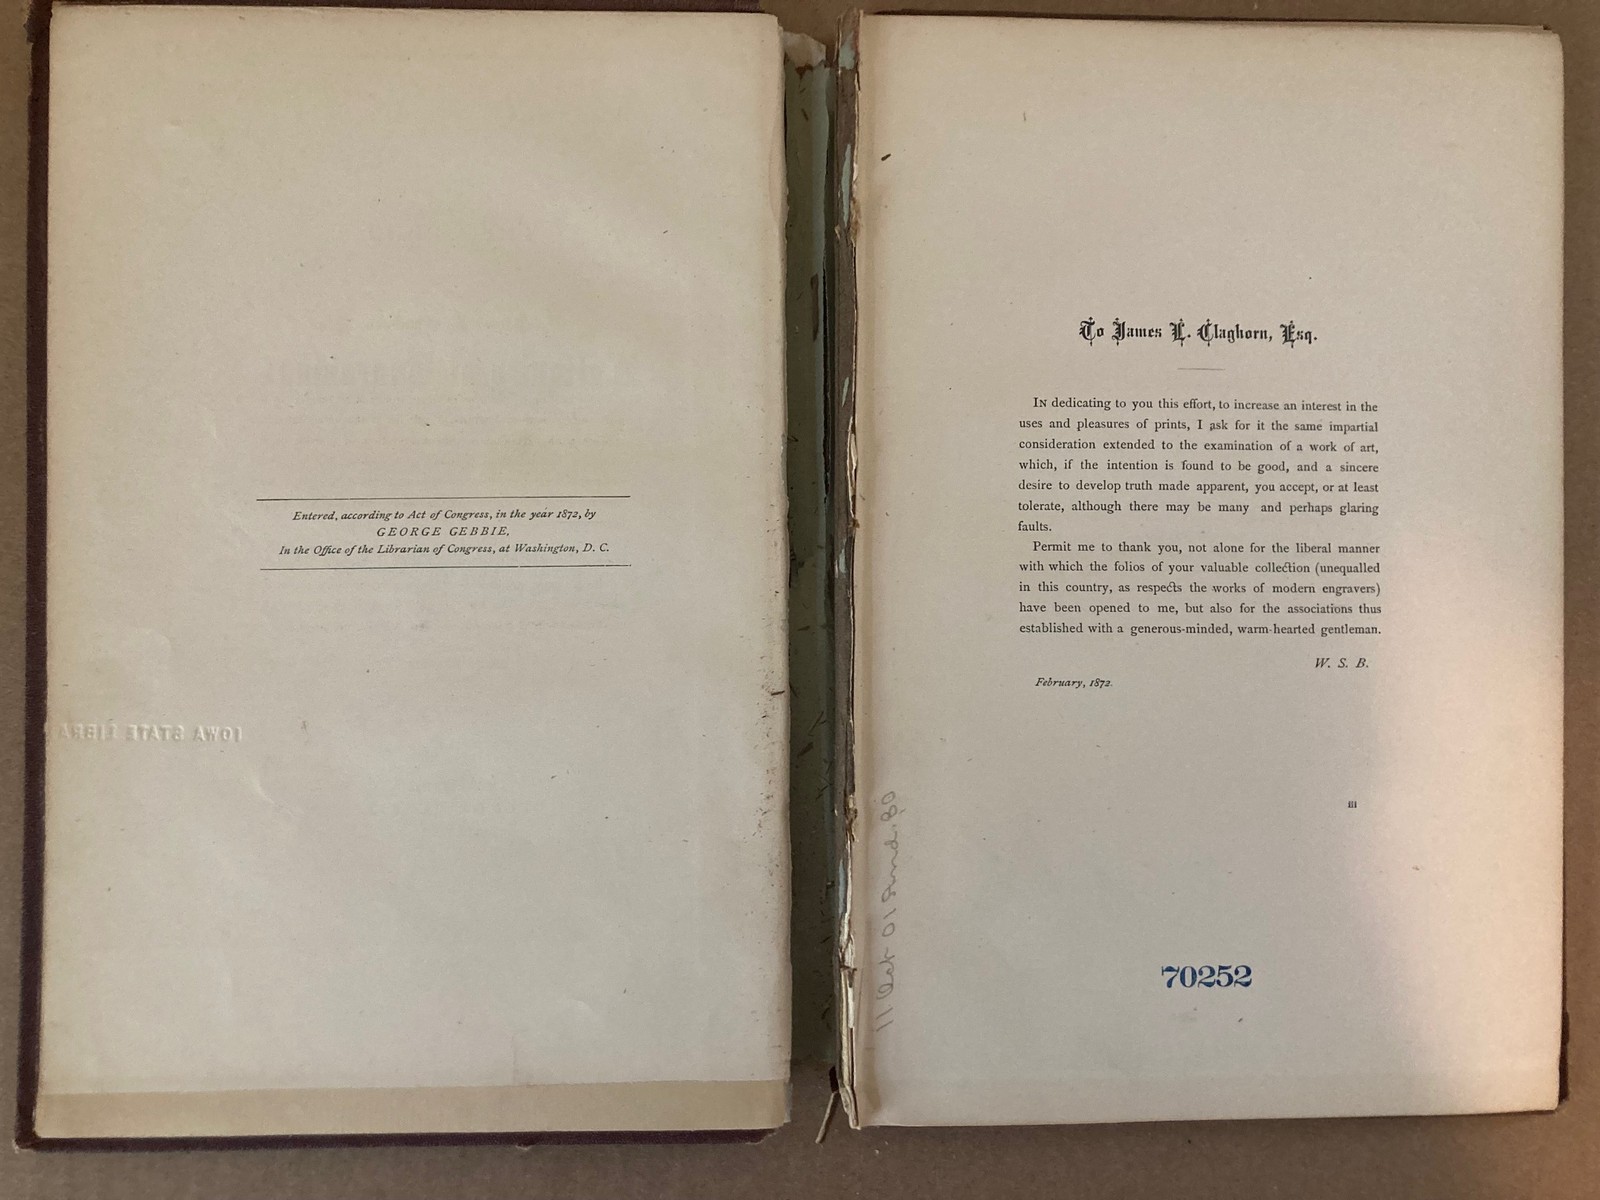 Entered, according to Act of Congress, in the year 1872, by
GEORGE GEBBIE,
In the Office of the Librarian of Congress, at Washington, D. C.
IOWA STATE LIBRA
To James L. Claghorn, Esq.
IN dedicating to you this effort, to increase an interest in the
uses and pleasures of prints, I ask for it the same impartial
consideration extended to the examination of a work of art,
which, if the intention is found to be good, and a sincere
desire to develop truth made apparent, you accept, or at least
tolerate, although there may be many and perhaps glaring
faults.
Permit me to thank you, not alone for the liberal manner
with which the folios of your valuable collection (unequalled
in this country, as respects the works of modern engravers)
have been opened to me, but also for the associations thus
established with a generous-minded, warm-hearted gentleman.
W. S. B.
February, 1872.
iii
11 Oct 01
70252